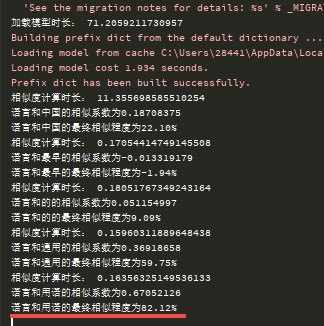 'See the migration notes for details: %s' % _MIGRA
加载模型时长： 71.2059211730957
Building prefix dict from the default dictionary ...
Loading model from cache C:\Users\28441\AppData\Loca
Loading model cost 1.934 seconds.
Prefix dict has been built successfully.
相似度计算时长： 11.355698585510254
语言和中国的相似系数为0.18708375
语言和中国的最终相似程度为22.10%
相似度计算时长： 0.17054414749145508
语言和最早的相似系数为-0.013319179
语言和最早的最终相似程度为-1.94%
相似度计算时长： 0.18051767349243164
语言和的的相似系数为0.051154997
语言和的的最终相似程度为9.09%
相似度计算时长： 0.15960311889648438
语言和通用的相似系数为0.36918658
语言和通用的最终相似程度为59.75%
相似度计算时长： 0.16356325149536133
语言和用语的相似系数为0.67052126
语言和用语的最终相似程度为82.12%